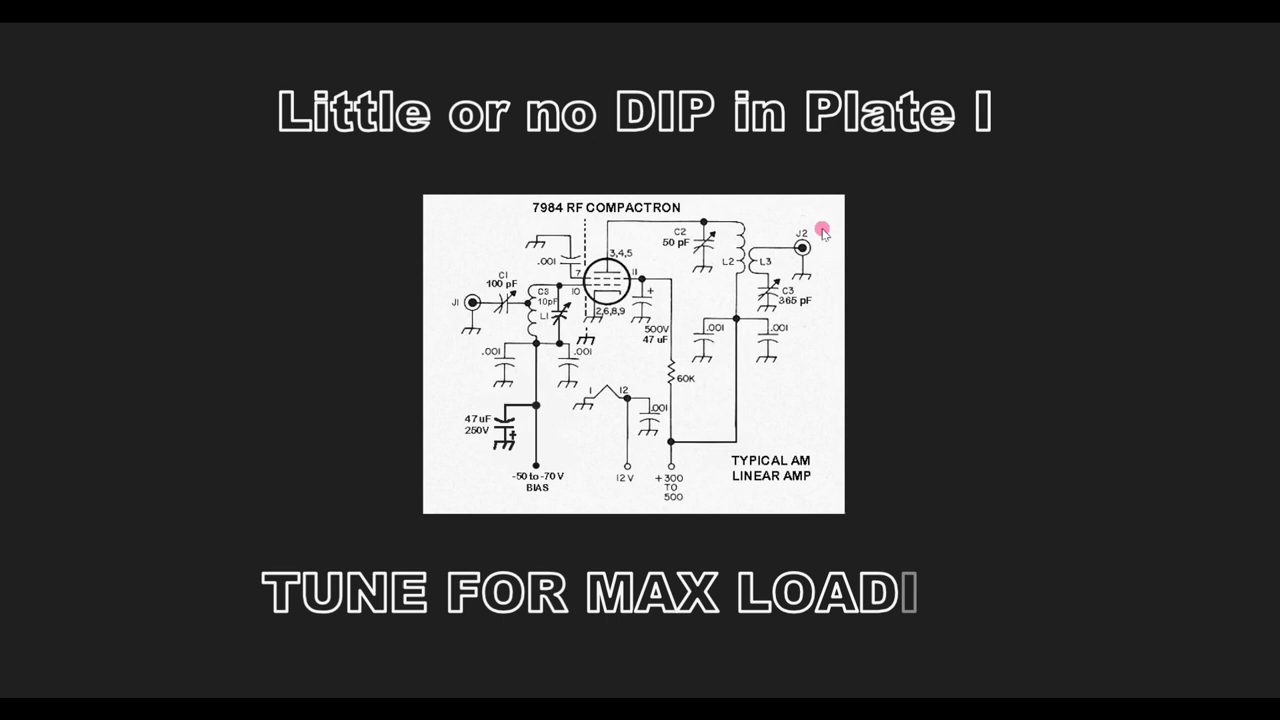 Little or no DIP in Plate I
7984 RF COMPACTRON
C2
50 pF
J2
.001
3,4,5
7
11
L2
L3
C1
100 pF
C3
10pF
10
+
C3
365 pF
J1
L1
2,6,8,9
500V
47 uF
.001
.001
.001
.001
60K
1
12
.001
47 uF
250V
+
TYPICAL AM
LINEAR AMP
-50 to -70 V
BIAS
12 V
+300
TO
500
TUNE FOR MAX LOADI